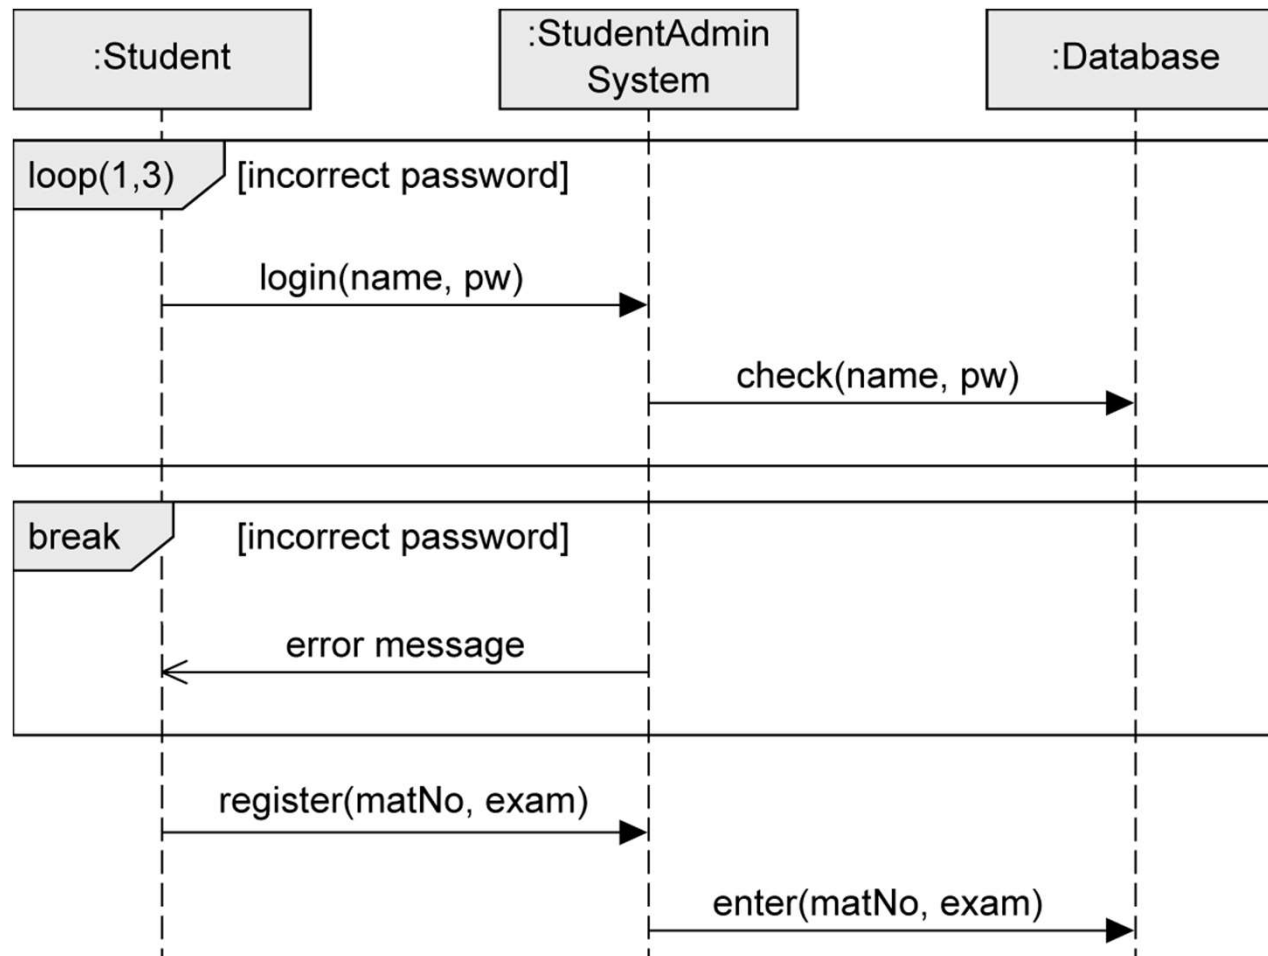 :Student
:StudentAdmin
System
:Database
loop(1,3)
[incorrect password]
login(name, pw)
check(name, pw)
break
[incorrect password]
error message
register(matNo, exam)
enter(matNo, exam)